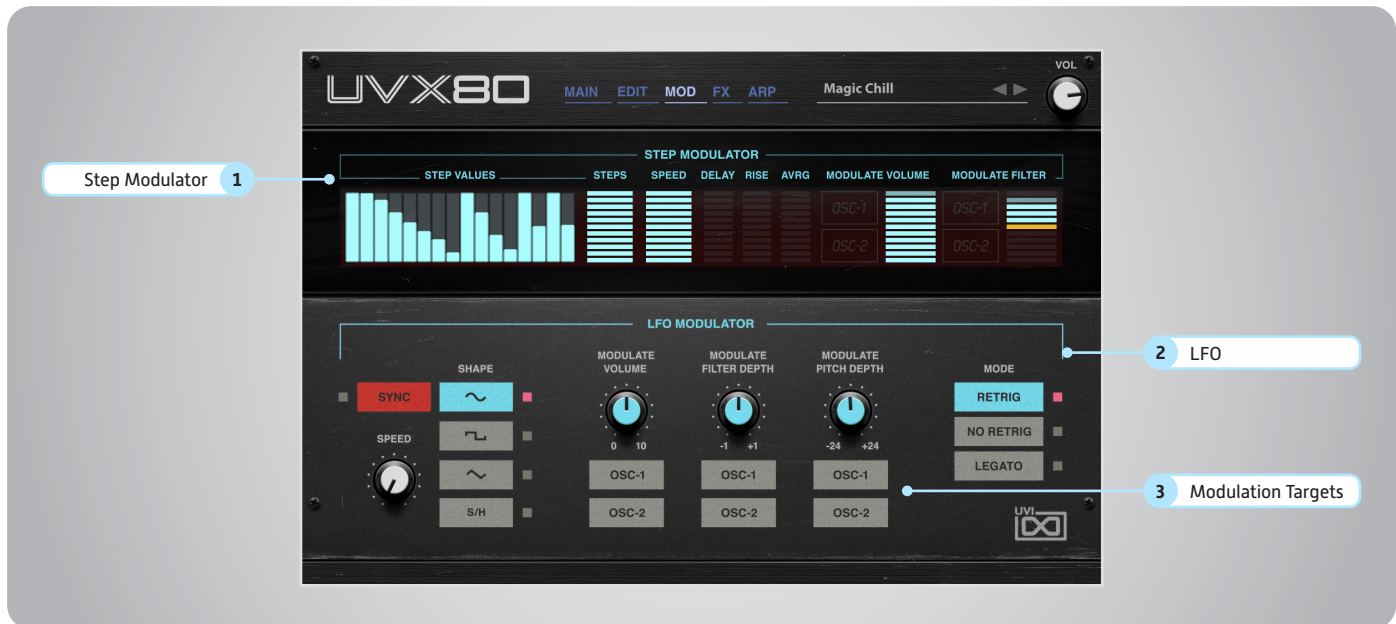 UVX80
MAIN EDIT MOD FX ARP
Magic Chill
VOL
STEP MODULATOR
STEP VALUES STEPS SPEED DELAY RISE AVRG MODULATE VOLUME MODULATE FILTER
OSC-1 OSC-1
OSC-2 OSC-2
Step Modulator 1
LFO MODULATOR
2 LFO
SHAPE
MODULATE VOLUME
MODULATE FILTER DEPTH
MODULATE PITCH DEPTH
MODE
SYNC
RETRIG
SPEED
0 10
-1 +1
-24 +24
NO RETRIG
LEGATO
OSC-1 OSC-1 OSC-1
S/H
OSC-2 OSC-2 OSC-2
3 Modulation Targets
UVI